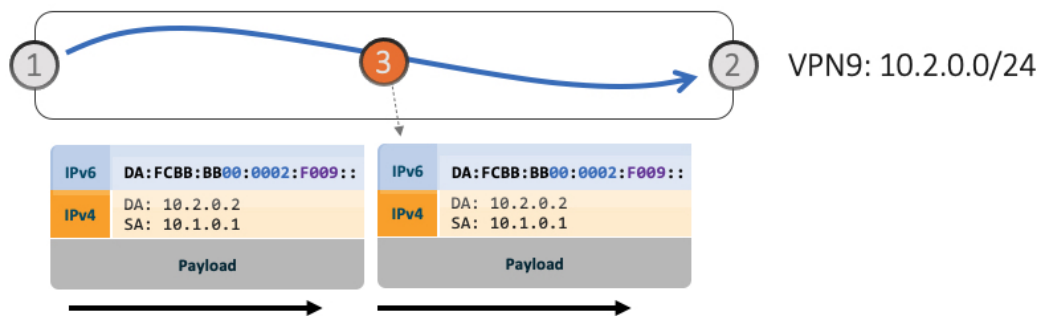 1
3
2
VPN9: 10.2.0.0/24
IPv6
DA:FCBB:BB00:0002:F009::
IPv4
DA: 10.2.0.2
SA: 10.1.0.1
Payload
IPv6
DA:FCBB:BB00:0002:F009::
IPv4
DA: 10.2.0.2
SA: 10.1.0.1
Payload